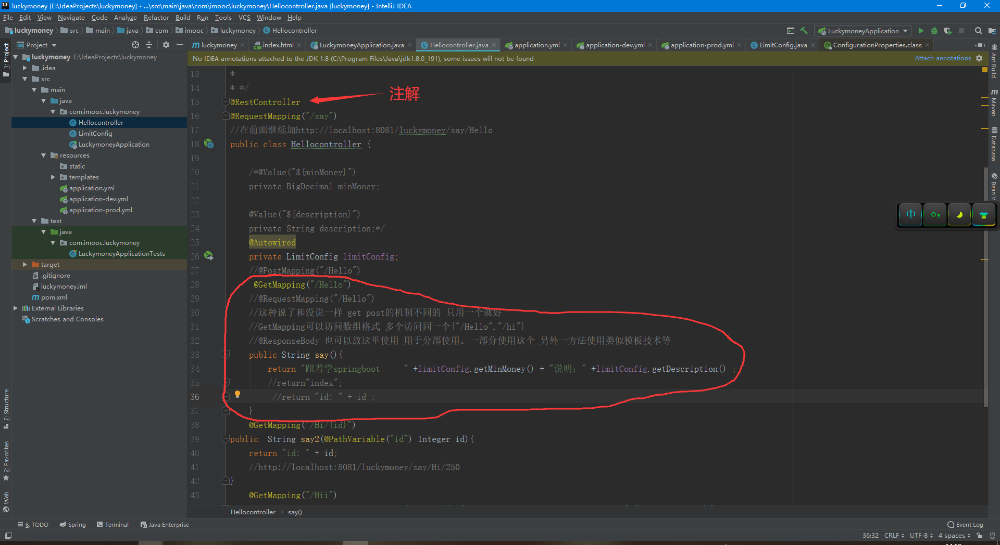 luckymoney [E:\IdeaProjects\luckymoney] - ...\src\main\java\com\imooc\luckymoney\Hellocontroller.java [luckymoney] - IntelliJ IDEA
File Edit View Navigate Code Analyze Refactor Build Run Tools VCS Window Help
luckymoney src main java com imooc luckymoney Hellocontroller
LuckymoneyApplication
Project
luckymoney index.html LuckymoneyApplication.java Hellocontroller.java application.yml application-dev.yml application-prod.yml LimitConfig.java ConfigurationProperties.class
No IDEA annotations attached to the JDK 1.8 (C:\Program Files\Java\jdk1.8.0_191), some issues will not be found Attach annotations
1: Project
7: Structure
2: Favorites
Web
luckymoney E:\IdeaProjects\luckymoney
.idea
src
main
java
com.imooc.luckymoney
Hellocontroller
LimitConfig
LuckymoneyApplication
resources
static
templates
application.yml
application-dev.yml
application-prod.yml
test
java
com.imooc.luckymoney
LuckymoneyApplicationTests
target
.gitignore
luckymoney.iml
pom.xml
External Libraries
Scratches and Consoles
13 *
14 * */
注解
15 @RestController
16 @RequestMapping("/say")
17 //在前面继续加http://localhost:8081/luckymoney/say/Hello
18 public class Hellocontroller {
19
20 /*@Value("${minMoney}")
21 private BigDecimal minMoney;
22
23 @Value("${description}")
24 private String description;*/
25 @Autowired
26 private LimitConfig limitConfig;
27 //@PostMapping("/Hello")
28 @GetMapping("/Hello")
29 //@RequestMapping("/Hello")
30 //这种说了和没说一样 get post的机制不同的 只用一个就好
31 //GetMapping可以访问数组格式 多个访问同一个{"/Hello","/hi"}
32 //@ResponseBody 也可以放这里使用 用于分部使用。一部分使用这个 另外一方法使用类似模板技术等
33 public String say(){
34 return "跟着学springboot " +limitConfig.getMinMoney() + "说明：" +limitConfig.getDescription() ;
35 //return"index";
36 //return "id: " + id ;
37 }
38 @GetMapping("/Hi/{id}")
39 public String say2(@PathVariable("id") Integer id){
40 return "id: " + id;
41 //http://localhost:8081/luckymoney/say/Hi/250
42 }
43 @GetMapping("/Hii")
Hellocontroller say()
Ant Build
Maven
Database
中
6: TODO Spring Terminal Java Enterprise Event Log
36:32 CRLF UTF-8 4 spaces